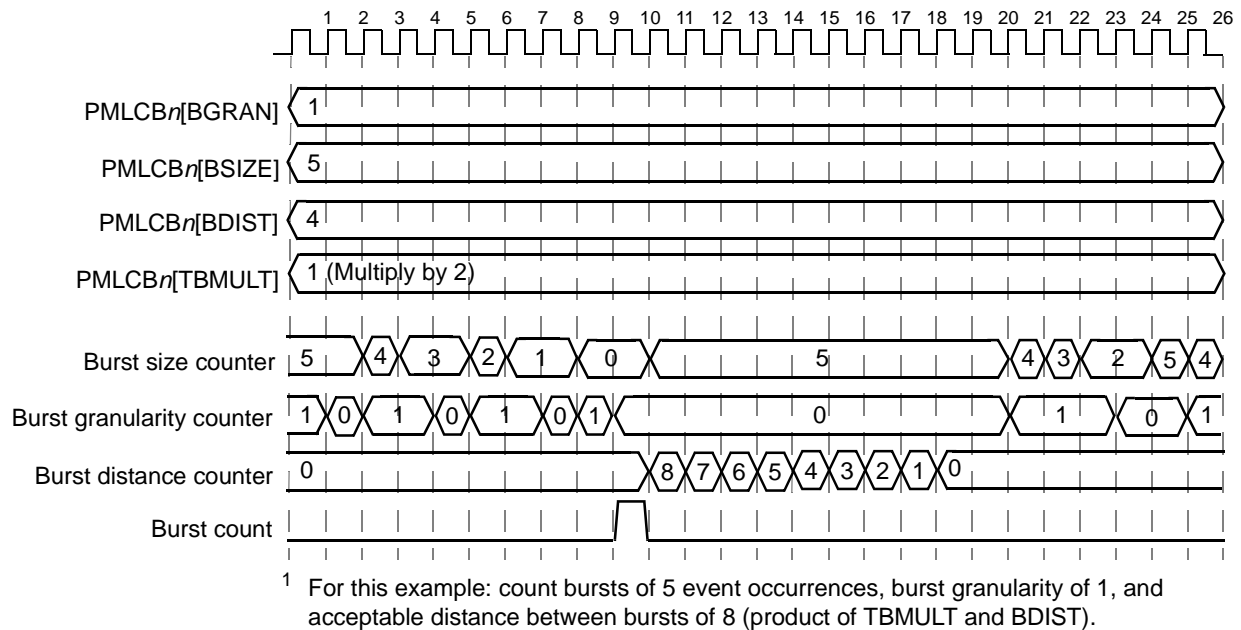 1 2 3 4 5 6 7 8 9 10 11 12 13 14 15 16 17 18 19 20 21 22 23 24 25 26
PMLCBn[BGRAN] 1
PMLCBn[BSIZE] 5
PMLCBn[BDIST] 4
PMLCBn[TBMULT] 1 (Multiply by 2)
Burst size counter 5 4 3 2 1 0 5 4 3 2 5 4
Burst granularity counter 1 0 1 0 1 0 1 0 1 0 1
Burst distance counter 0 8 7 6 5 4 3 2 1 0
Burst count
1 For this example: count bursts of 5 event occurrences, burst granularity of 1, and
acceptable distance between bursts of 8 (product of TBMULT and BDIST).